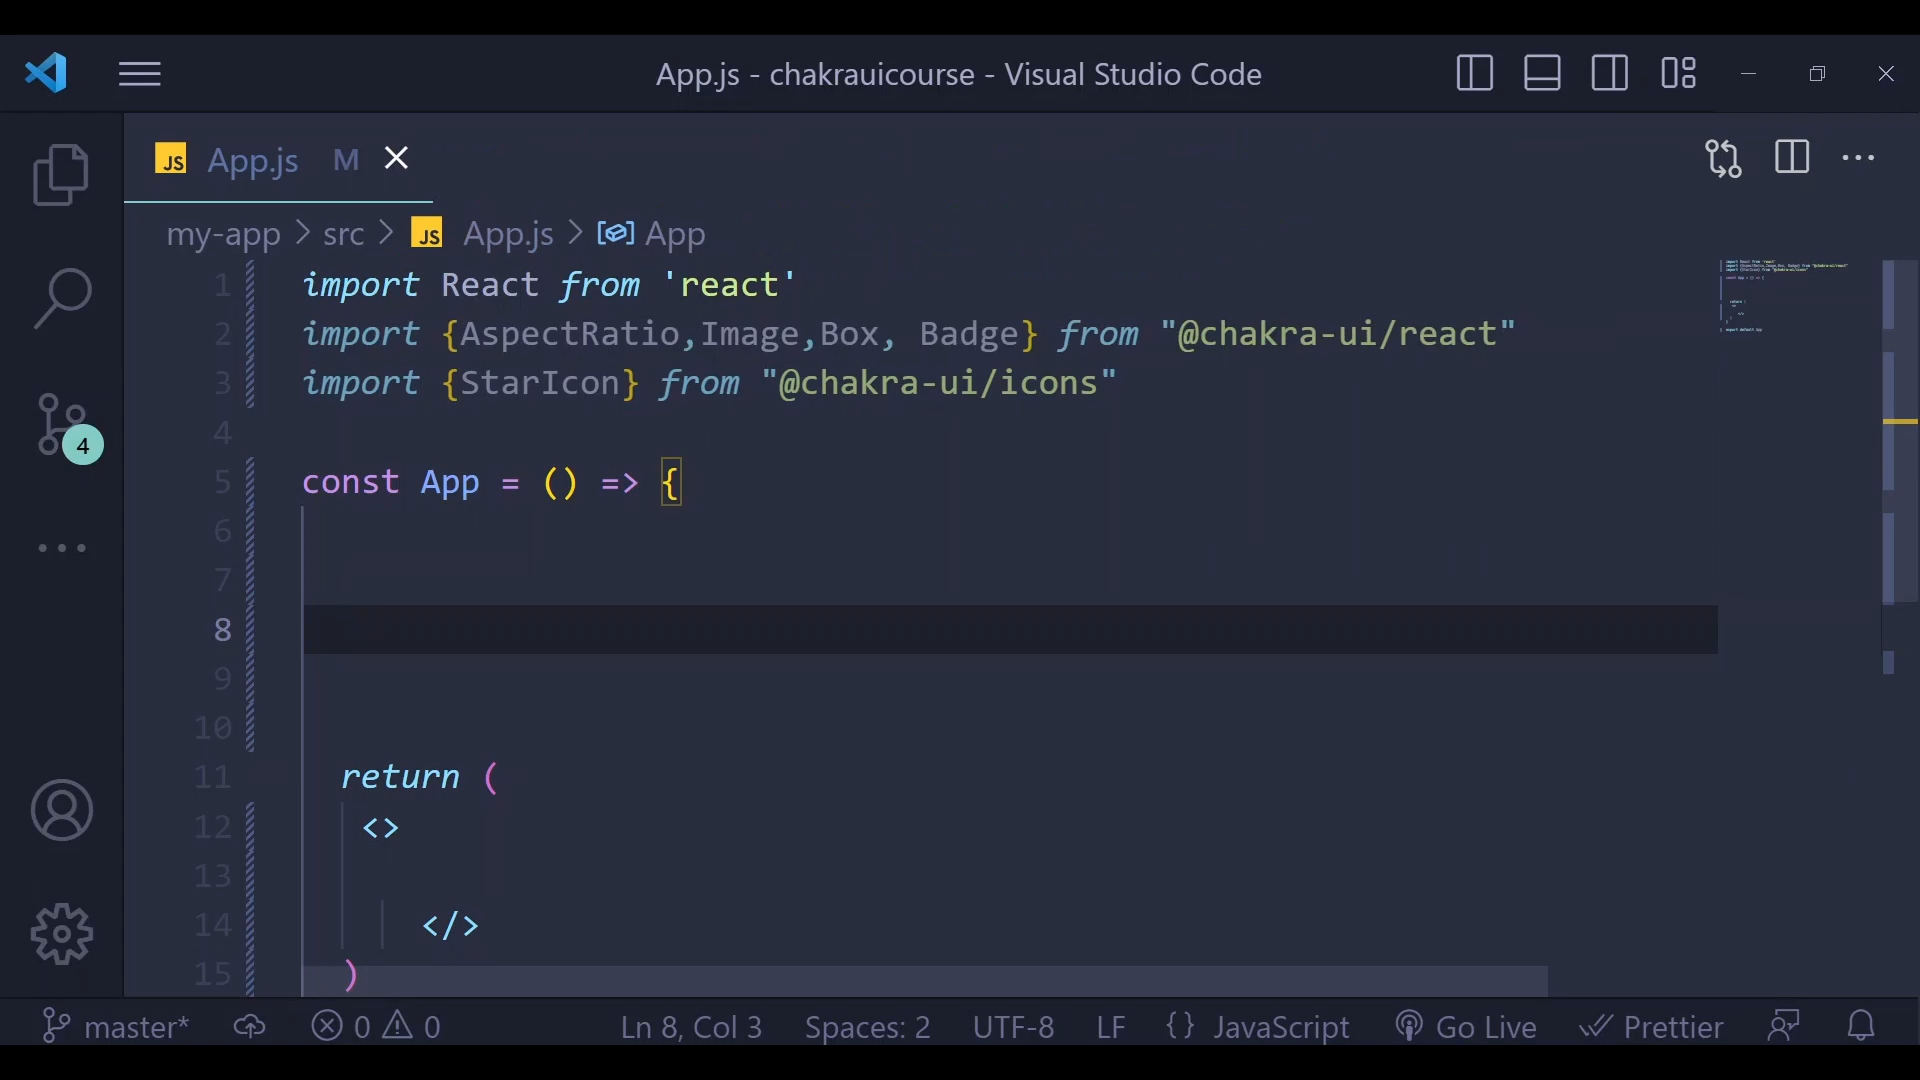 App.js - chakrauicourse - Visual Studio Code
JS App.js M
my-app > src > JS App.js > App
1 import React from 'react'
2 import {AspectRatio,Image,Box, Badge} from "@chakra-ui/react"
3 import {StarIcon} from "@chakra-ui/icons"
4
5 const App = () => {
6
7
8
9
10
11 return (
12 <>
13
14 </>
15 )
4
master* 0 0 Ln 8, Col 3 Spaces: 2 UTF-8 LF {} JavaScript Go Live Prettier